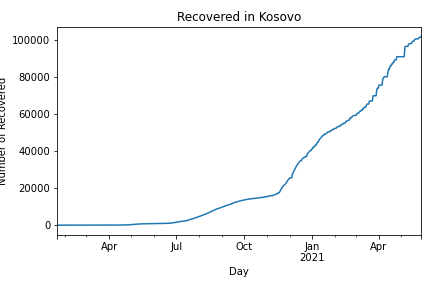 Recovered in Kosovo
Number of Recovered
100000
80000
60000
40000
20000
0
Apr
Jul
Oct
Jan
2021
Apr
Day